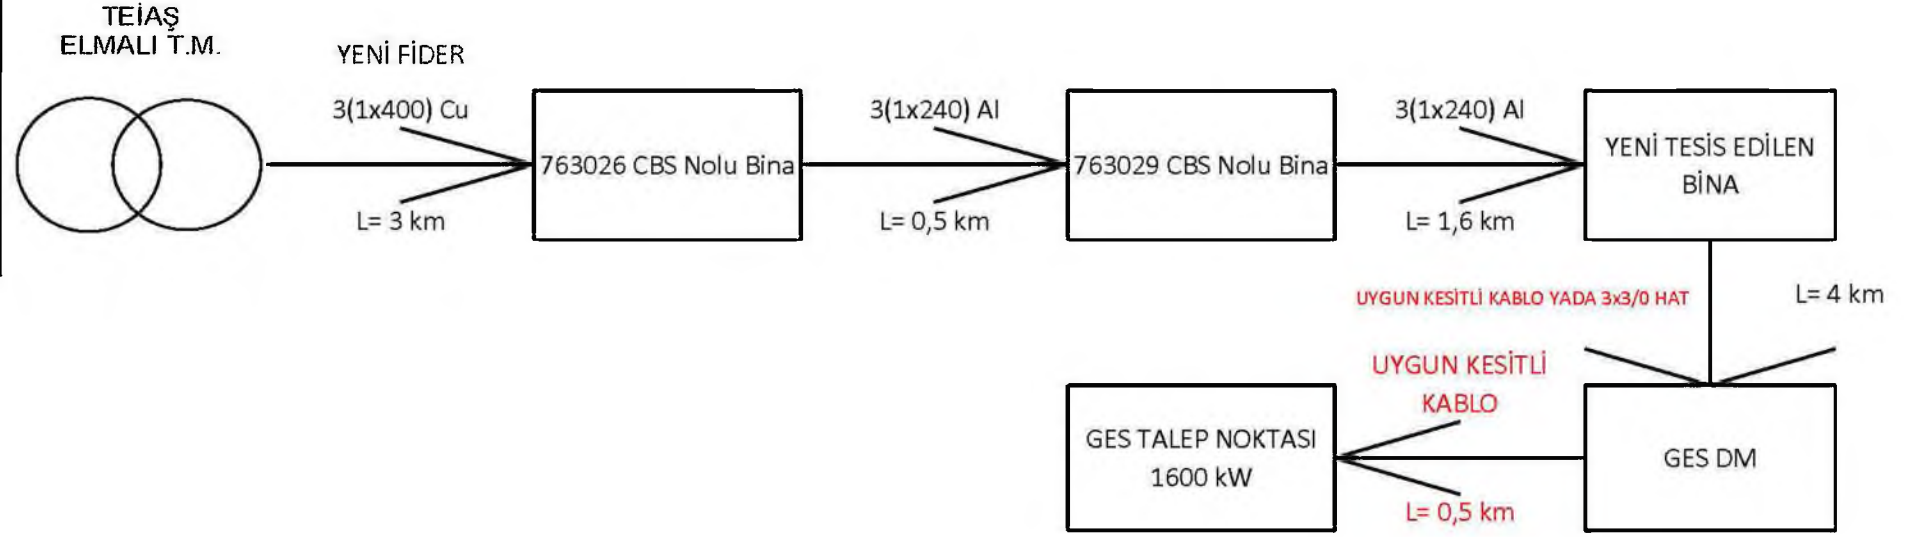 TEİAŞ
ELMALI T.M.
YENİ FİDER
3(1x400) Cu
L= 3 km
763026 CBS Nolu Bina
3(1x240) Al
L= 0,5 km
763029 CBS Nolu Bina
3(1x240) Al
L= 1,6 km
YENİ TESİS EDİLEN
BİNA
UYGUN KESİTLİ KABLO YADA 3x3/0 HAT
L= 4 km
GES DM
UYGUN KESİTLİ
KABLO
L= 0,5 km
GES TALEP NOKTASI
1600 kW